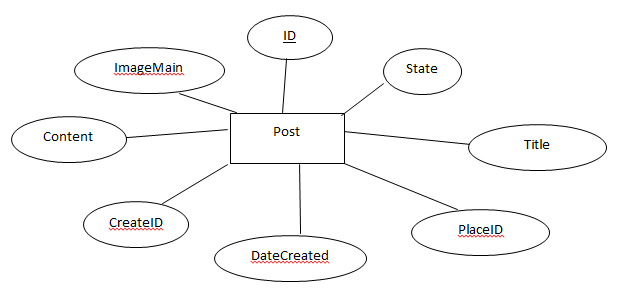 ID
ImageMain
State
Post
Content
Title
CreateID
PlaceID
DateCreated